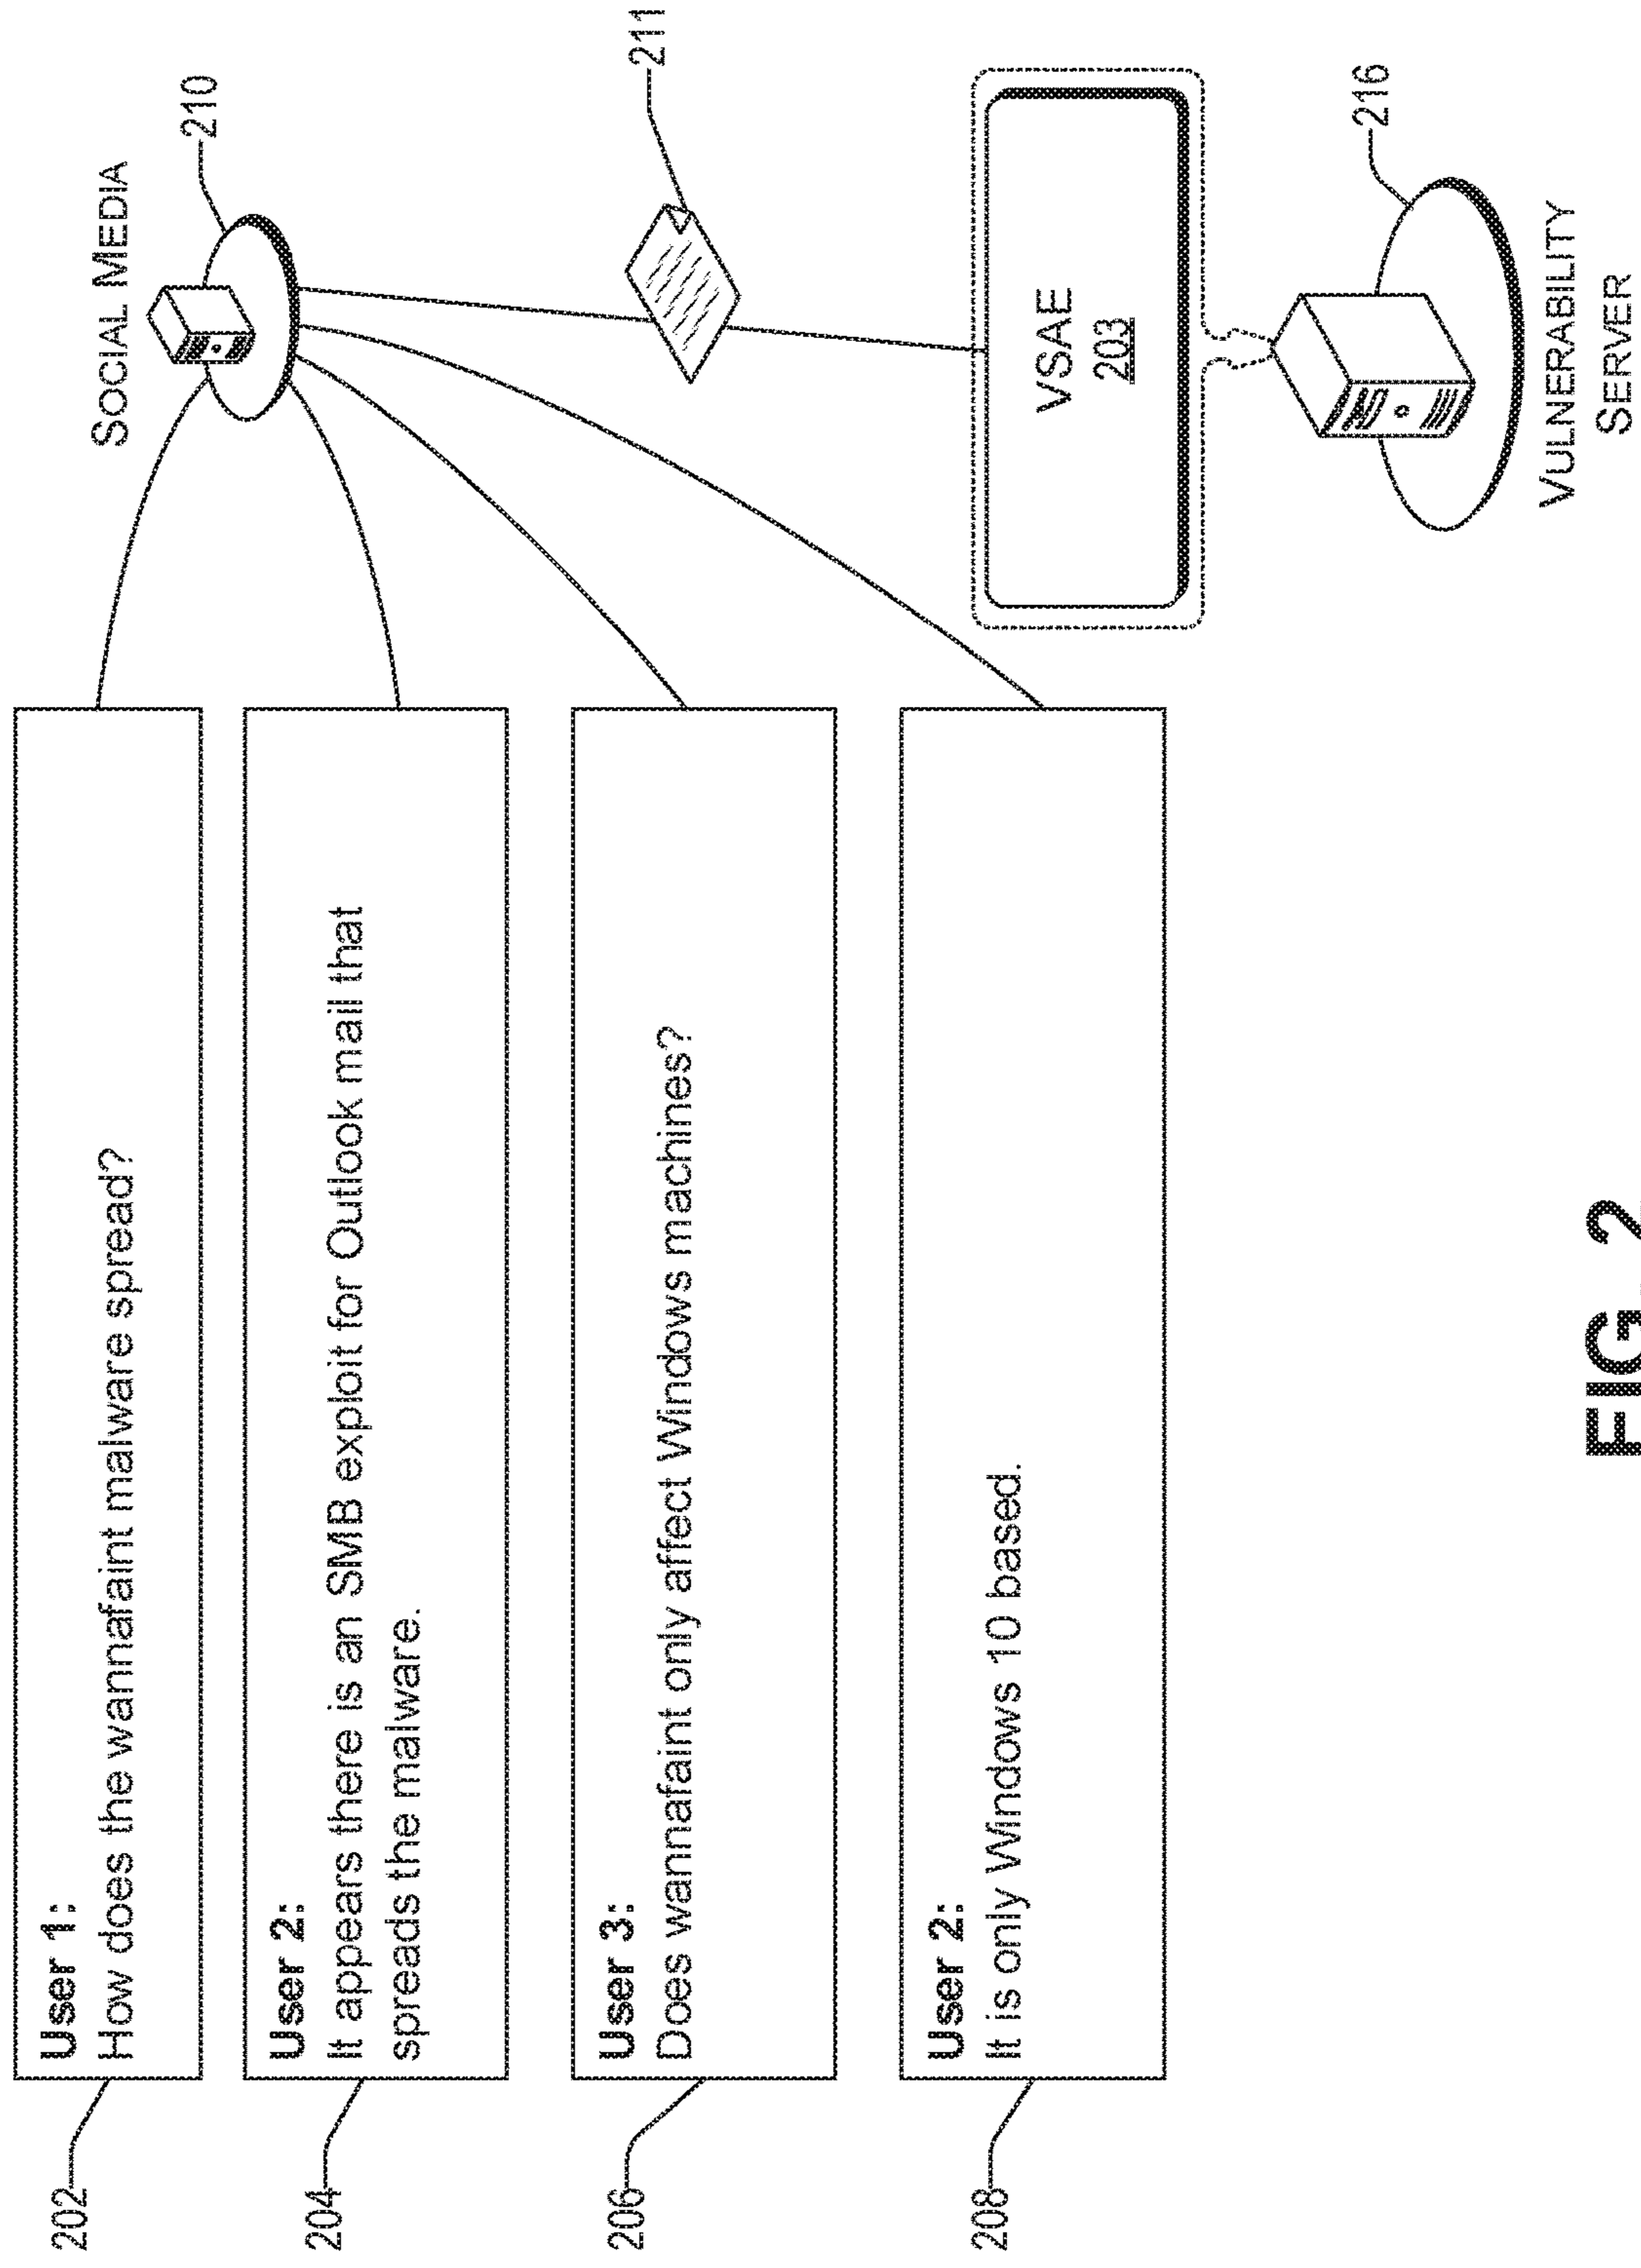 202
User 1:
How does the wannafaint malware spread?
204
User 2:
It appears there is an SMB exploit for Outlook mail that
spreads the malware.
206
User 3:
Does wannafaint only affect Windows machines?
208
User 2:
It is only Windows 10 based.
SOCIAL MEDIA
210
211
VSAE
203
216
VULNERABILITY
SERVER
FIG. 2